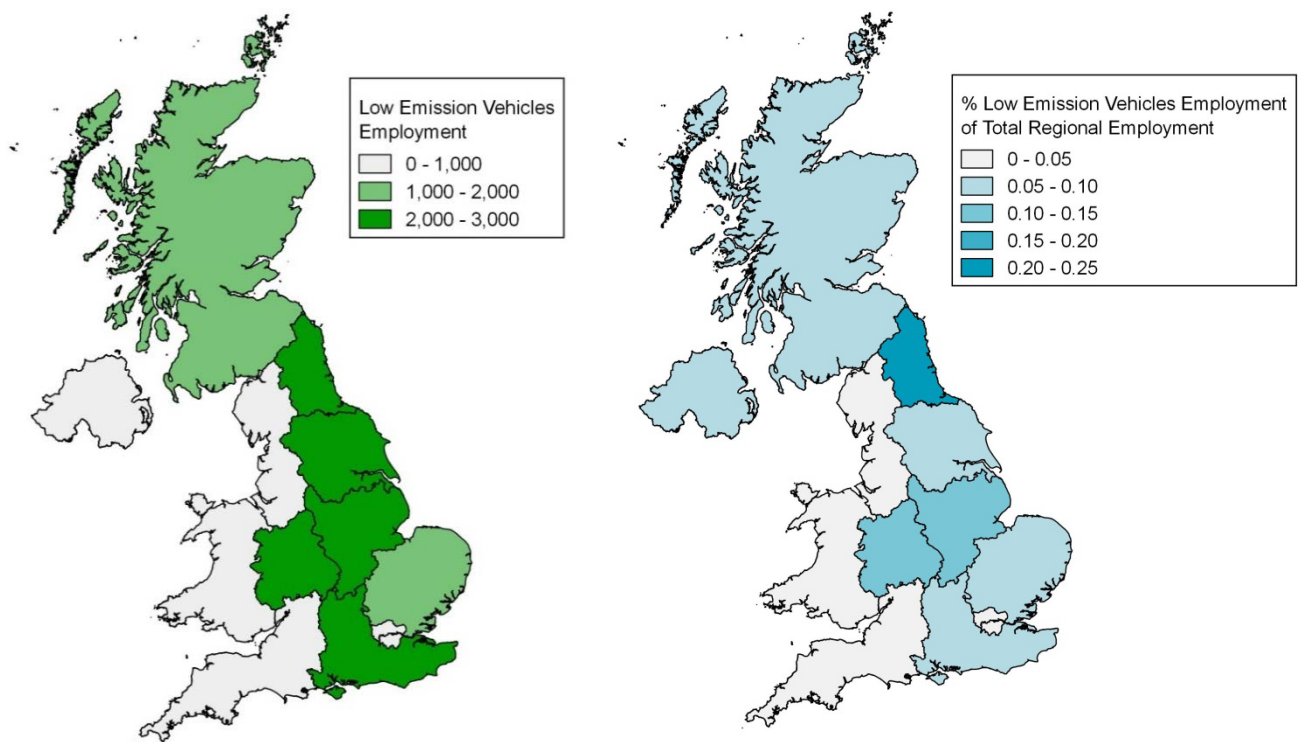 Low Emission Vehicles
Employment
0 - 1,000
1,000 - 2,000
2,000 - 3,000
% Low Emission Vehicles Employment
of Total Regional Employment
0 - 0.05
0.05 - 0.10
0.10 - 0.15
0.15 - 0.20
0.20 - 0.25